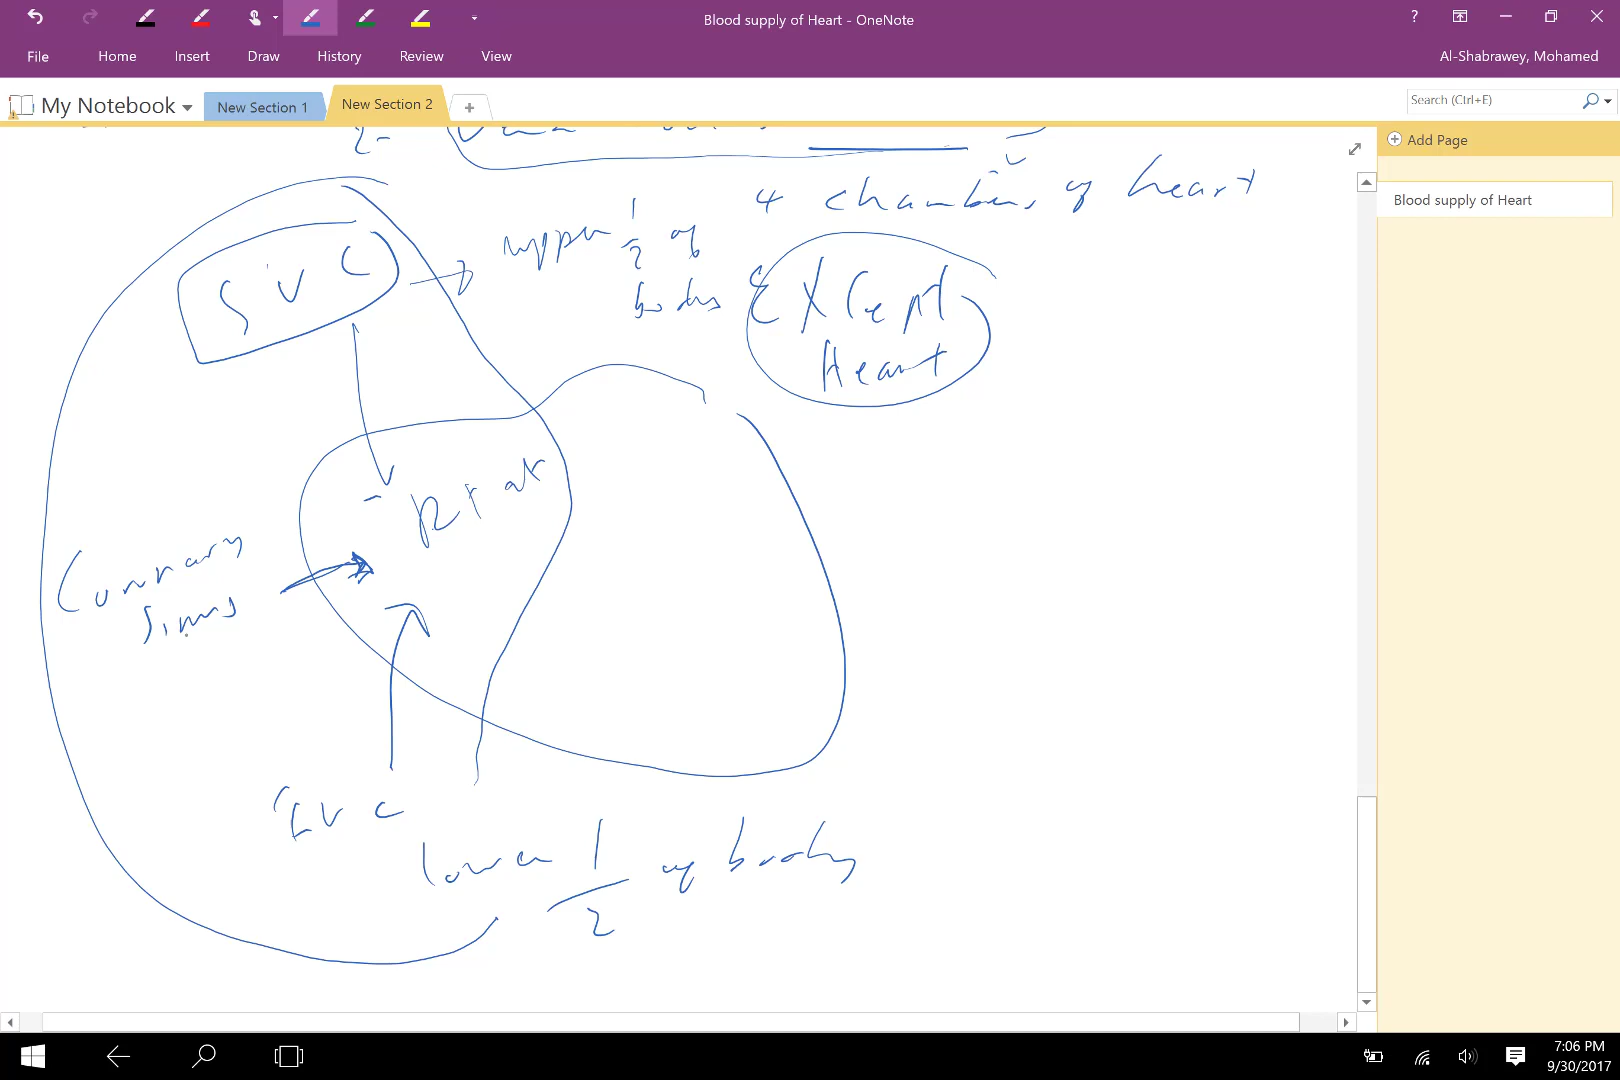 Blood supply of Heart - OneNote
?
File Home Insert Draw History Review View
Al-Shabrawey, Mohamed
My Notebook New Section 1 New Section 2
Search (Ctrl+E)
Add Page
Blood supply of Heart
4 chambers of heart
SVC
upper 1/2 of
body
EXCept
Heart
Rt at
Coronary
Sinus
IVC
lower 1/2 of body
7:06 PM
9/30/2017